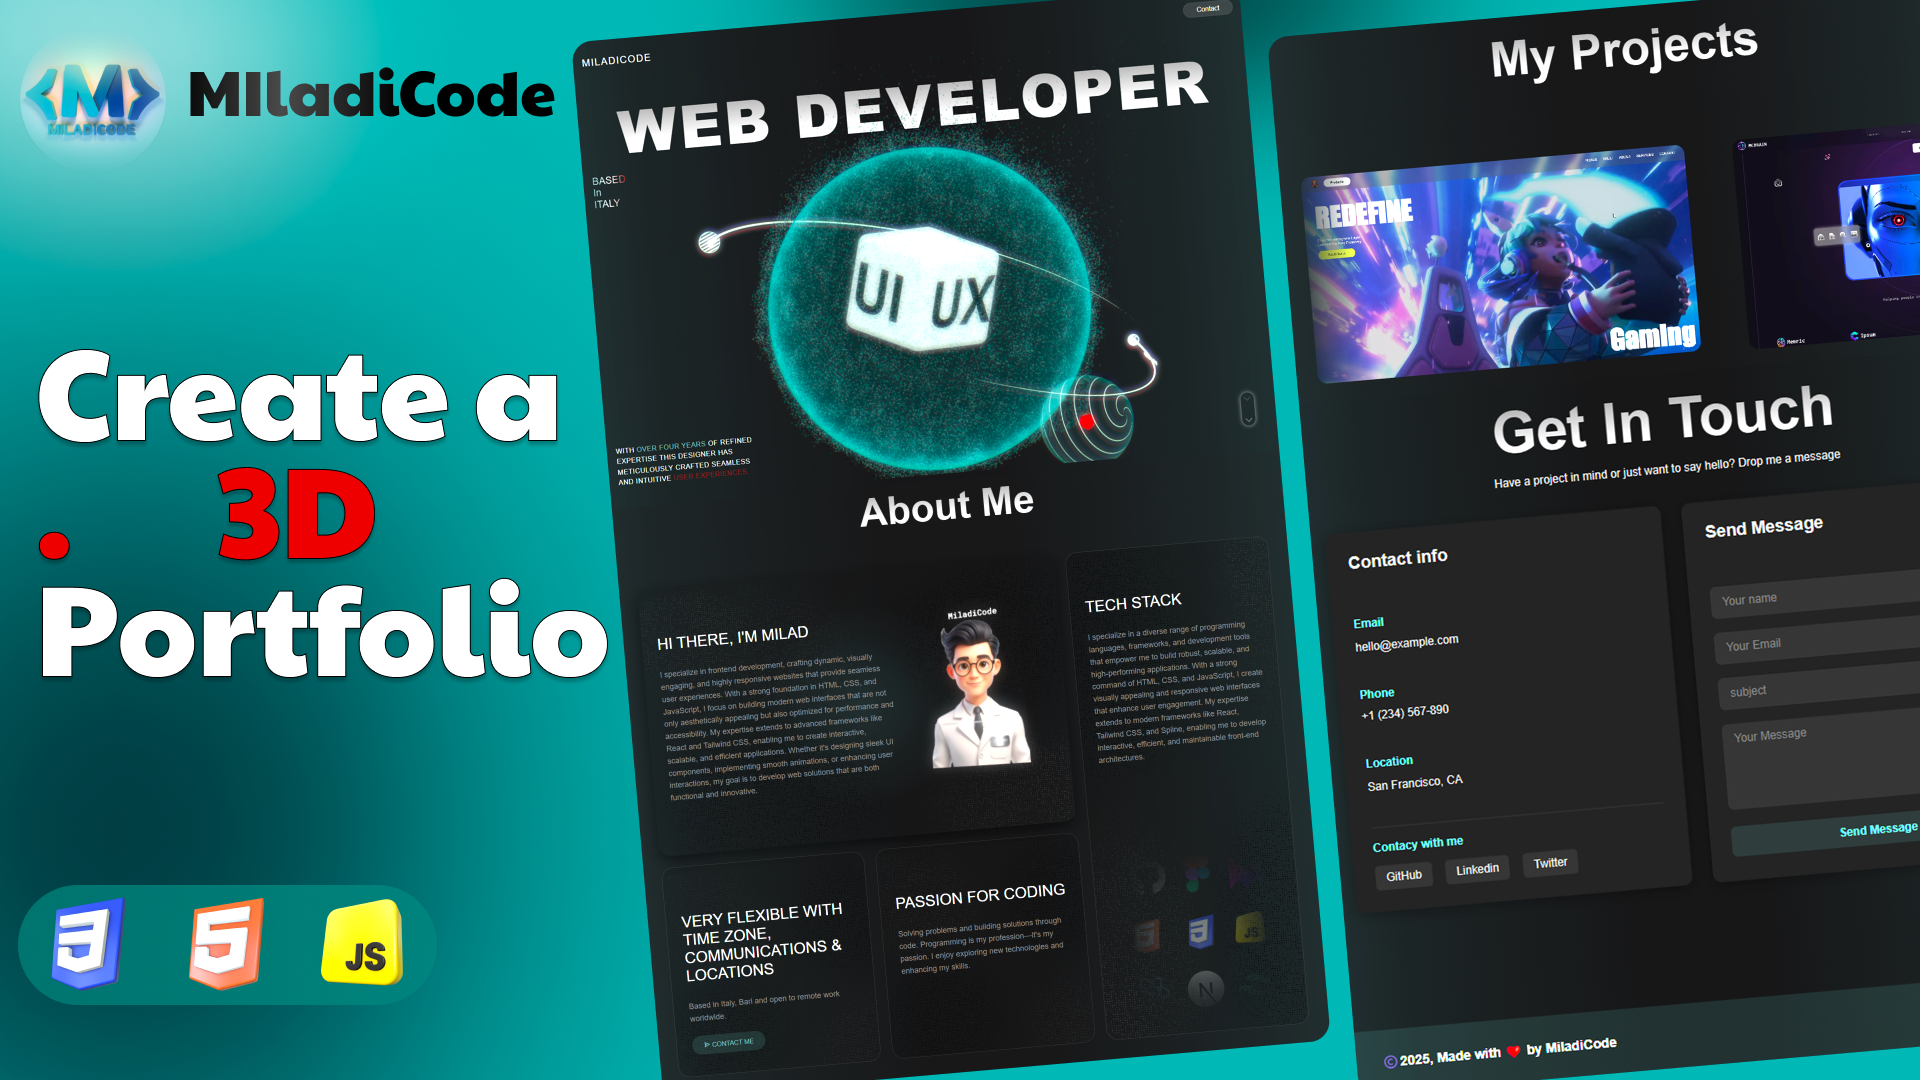 MILADICODE
MIladiCode
Create a
. 3D
Portfolio
JS
MILADICODE
Contact
WEB DEVELOPER
BASED
In
ITALY
UI UX
WITH OVER FOUR YEARS OF REFINED
EXPERTISE THIS DESIGNER HAS
METICULOUSLY CRAFTED SEAMLESS
AND INTUITIVE USER EXPERIENCES
About Me
HI THERE, I'M MILAD
I specialize in frontend development, crafting dynamic, visually
engaging, and highly responsive websites that provide seamless
user experiences. With a strong foundation in HTML, CSS, and
JavaScript, I focus on building modern web interfaces that are not
only aesthetically appealing but also optimized for performance and
accessibility. My expertise extends to advanced frameworks like
React and Tailwind CSS, enabling me to create interactive,
scalable, and efficient applications. Whether it's designing sleek UI
components, implementing smooth animations, or enhancing user
interactions, my goal is to develop web solutions that are both
functional and innovative.
MiladiCode
TECH STACK
I specialize in a diverse range of programming
languages, frameworks, and development tools
that empower me to build robust, scalable, and
high-performing applications. With a strong
command of HTML, CSS, and JavaScript, I create
visually appealing and responsive web interfaces
that enhance user engagement. My expertise
extends to modern frameworks like React,
Tailwind CSS, and Spline, enabling me to develop
interactive, efficient, and maintainable front-end
architectures.
JS
N
VERY FLEXIBLE WITH
TIME ZONE,
COMMUNICATIONS &
LOCATIONS
Based in Italy, Bari and open to remote work
worldwide.
CONTACT ME
PASSION FOR CODING
Solving problems and building solutions through
code. Programming is my profession—it's my
passion. I enjoy exploring new technologies and
enhancing my skills.
My Projects
REDEFINE
Gaming
Memric
Ipsum
Get In Touch
Have a project in mind or just want to say hello? Drop me a message
Contact info
Email
hello@example.com
Phone
+1 (234) 567-890
Location
San Francisco, CA
Contacy with me
GitHub
Linkedin
Twitter
Send Message
Your name
Your Email
subject
Your Message
Send Message
© 2025, Made with ❤ by MiladiCode